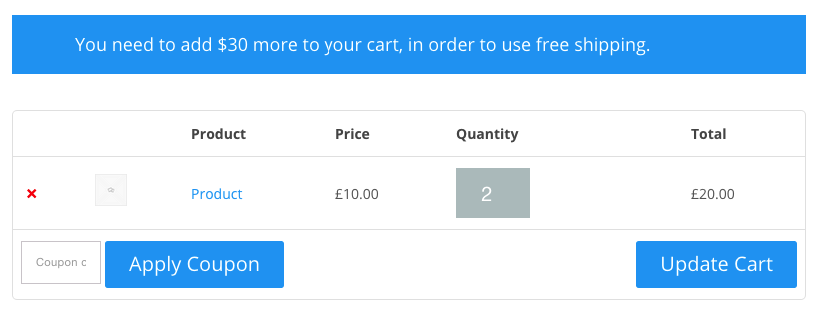 You need to add $30 more to your cart, in order to use free shipping.
Product Price Quantity Total
× Product £10.00 2 £20.00
Coupon c Apply Coupon Update Cart